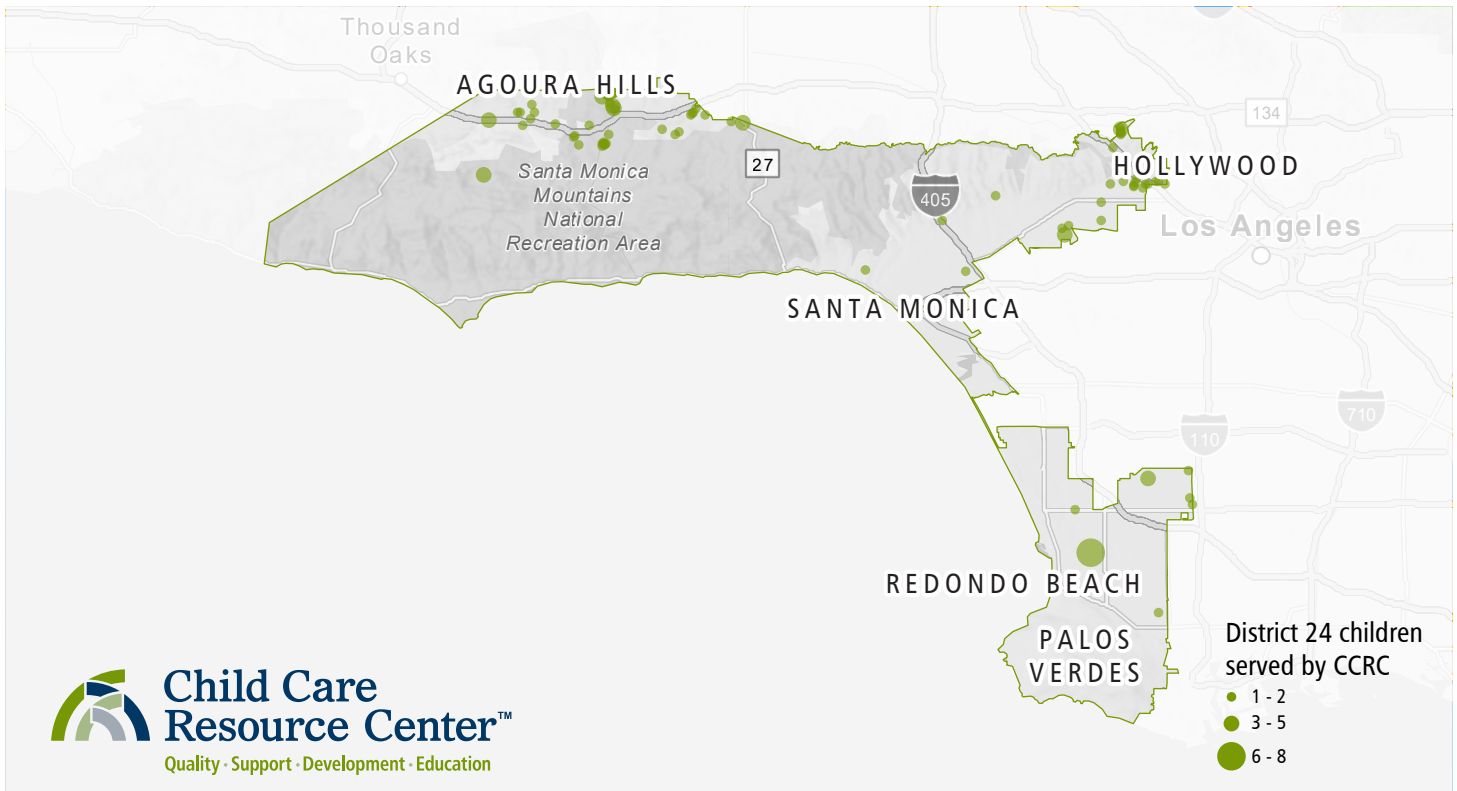 Thousand
Oaks
AGOURA HILLS
134
27
HOLLYWOOD
Santa Monica
Mountains
National
Recreation Area
405
Los Angeles
SANTA MONICA
710
110
REDONDO BEACH
PALOS
VERDES
District 24 children
served by CCRC
1 - 2
3 - 5
6 - 8
Child Care
Resource Center™
Quality · Support · Development · Education